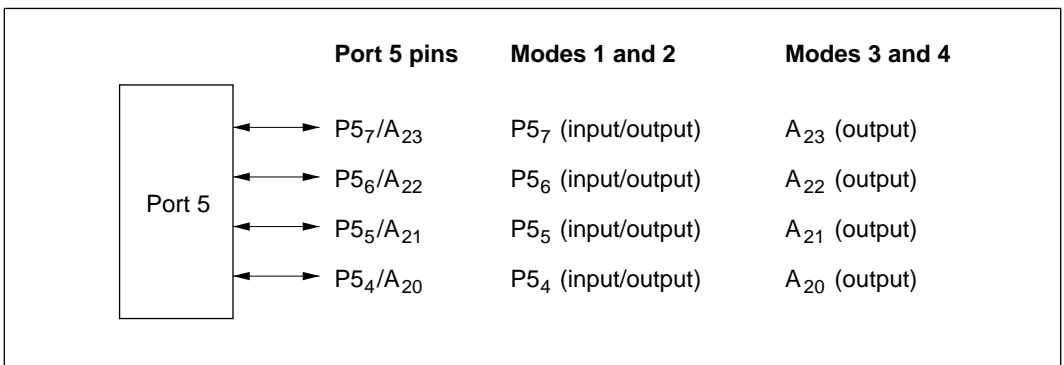 Port 5 pins Modes 1 and 2 Modes 3 and 4
P5₇/A₂₃ P5₇ (input/output) A₂₃ (output)
P5₆/A₂₂ P5₆ (input/output) A₂₂ (output)
Port 5
P5₅/A₂₁ P5₅ (input/output) A₂₁ (output)
P5₄/A₂₀ P5₄ (input/output) A₂₀ (output)